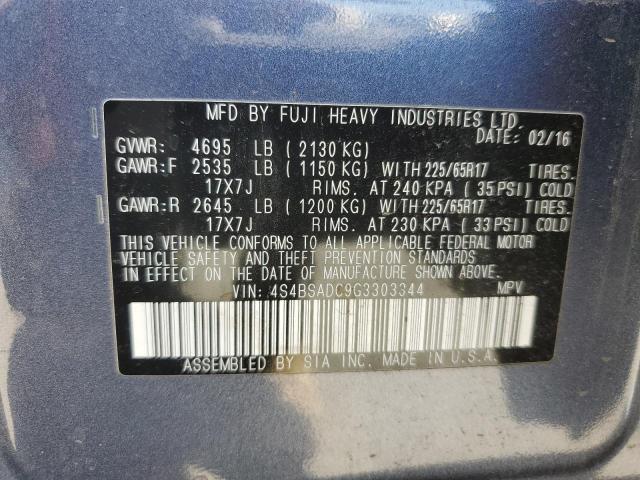 MFD BY FUJI HEAVY INDUSTRIES LTD.
DATE: 02/16
GVWR: 4695 LB ( 2130 KG)
GAWR:F 2535 LB ( 1150 KG) WITH 225/65R17 TIRES.
17X7J RIMS. AT 240 KPA ( 35 PSI) COLD
GAWR:R 2645 LB ( 1200 KG) WITH 225/65R17 TIRES.
17X7J RIMS. AT 230 KPA ( 33 PSI) COLD
THIS VEHICLE CONFORMS TO ALL APPLICABLE FEDERAL MOTOR
VEHICLE SAFETY AND THEFT PREVENTION STANDARDS
IN EFFECT ON THE DATE OF MANUFACTURE SHOWN ABOVE.
VIN: 4S4BSADC9G3303344 MPV
ASSEMBLED BY SIA INC. MADE IN U.S.A.